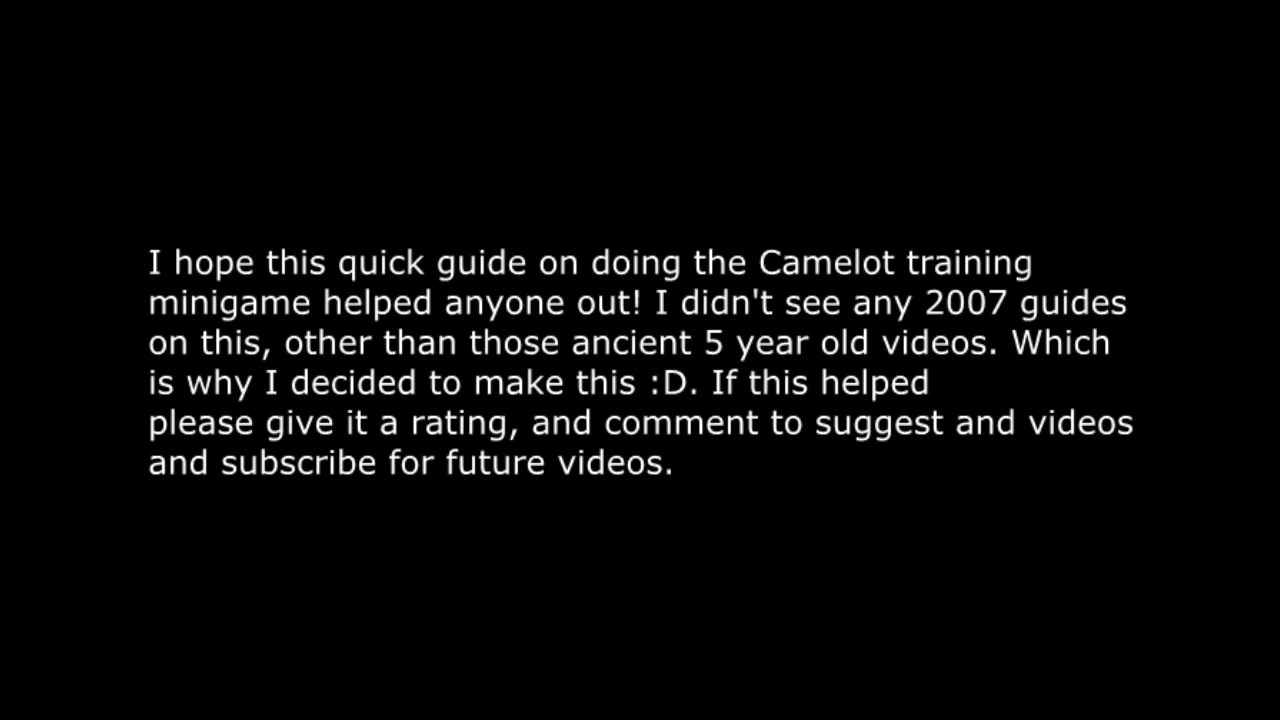 I hope this quick guide on doing the Camelot training
minigame helped anyone out! I didn't see any 2007 guides
on this, other than those ancient 5 year old videos. Which
is why I decided to make this :D. If this helped
please give it a rating, and comment to suggest and videos
and subscribe for future videos.